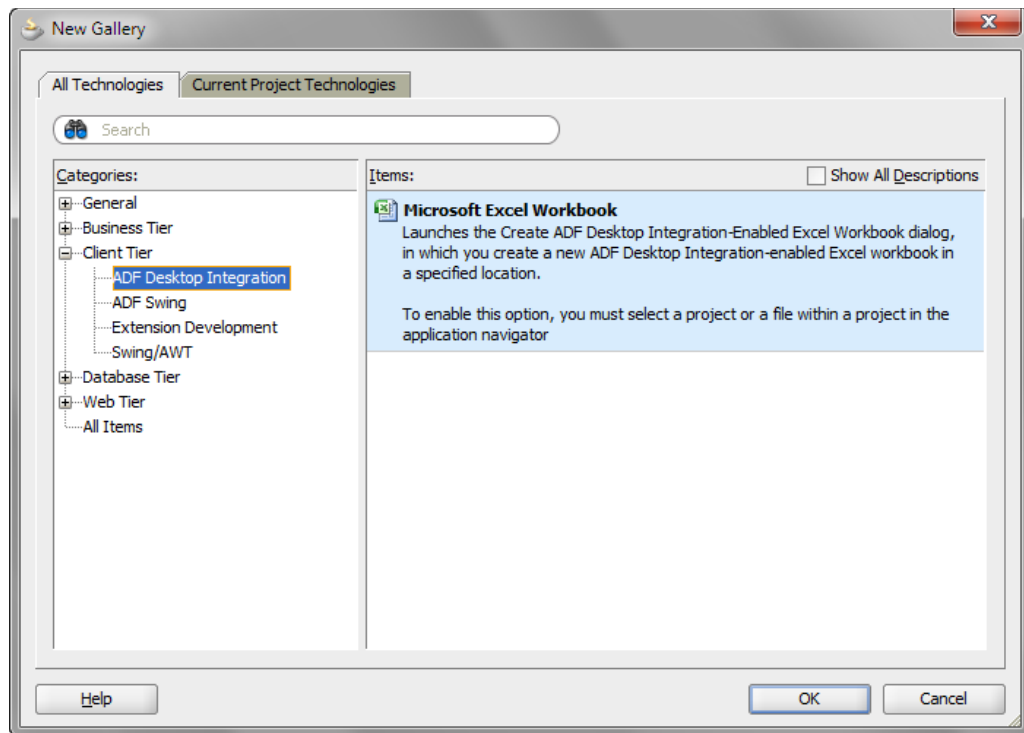 New Gallery
All Technologies
Current Project Technologies
Search
Categories:
General
Business Tier
Client Tier
ADF Desktop Integration
ADF Swing
Extension Development
Swing/AWT
Database Tier
Web Tier
All Items
Items:
Show All Descriptions
Microsoft Excel Workbook
Launches the Create ADF Desktop Integration-Enabled Excel Workbook dialog,
in which you create a new ADF Desktop Integration-enabled Excel workbook in
a specified location.
To enable this option, you must select a project or a file within a project in the
application navigator
Help
OK
Cancel